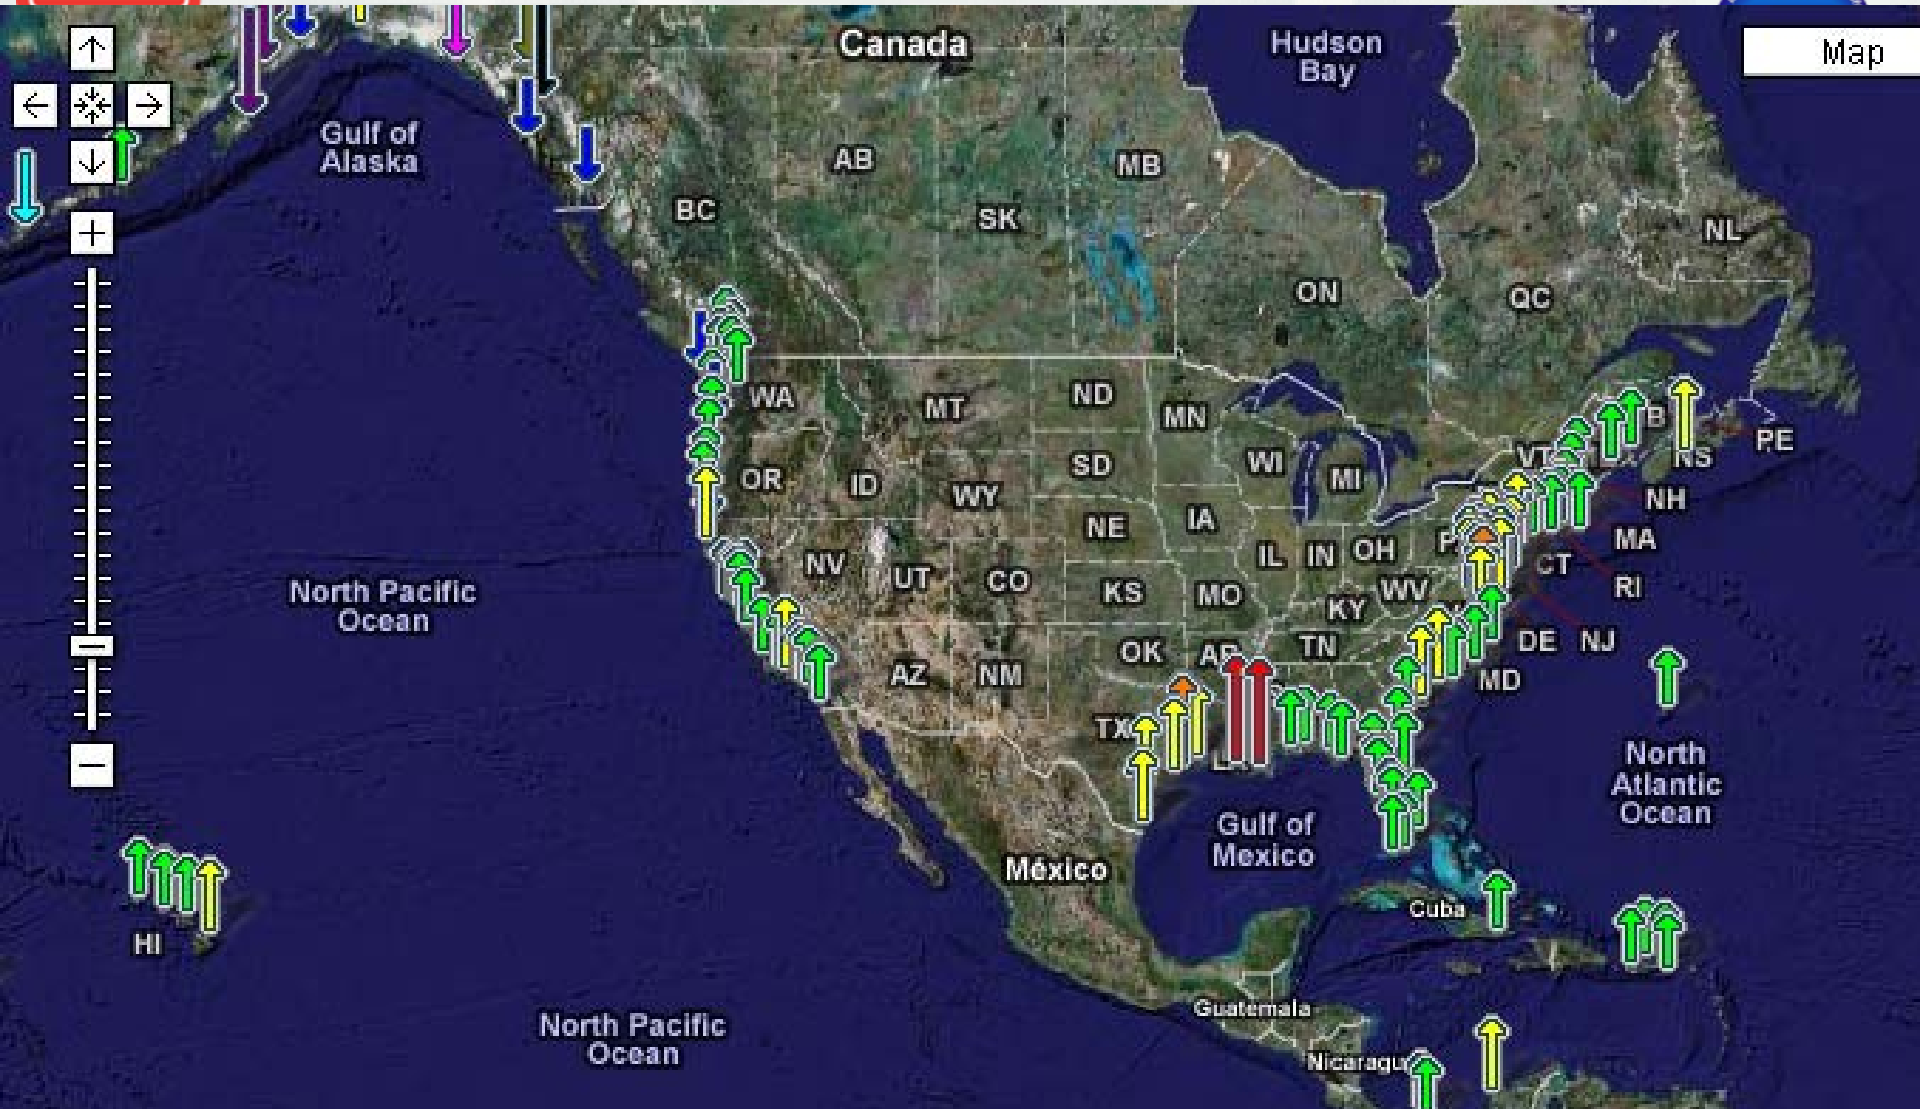 Canada
Hudson
Bay
Map
Gulf of
Alaska
AB
MB
BC
SK
NL
ON
QC
WA
MT
ND
MN
PE
VT
NS
OR
ID
WY
SD
WI
MI
NH
NE
IA
MA
NV
UT
CO
IL
IN
OH
CT
North Pacific
Ocean
KS
MO
KY
WV
RI
OK
TN
DE
NJ
AZ
NM
MD
TX
North
Atlantic
Ocean
Gulf of
Mexico
México
Cuba
HI
Guatemala
North Pacific
Ocean
Nicaragu